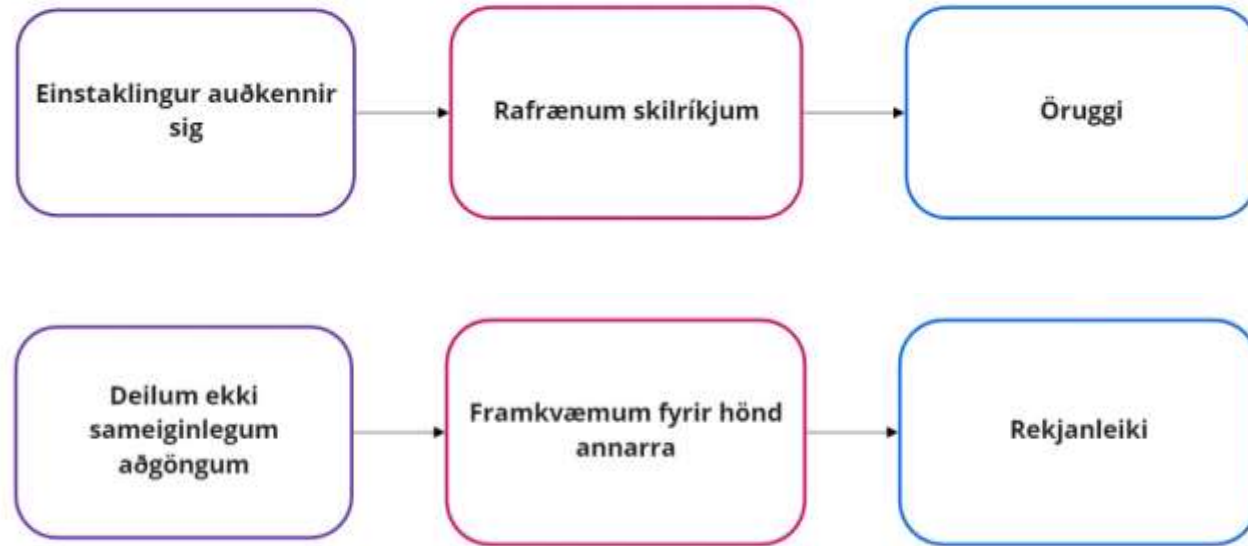 Einstaklingur auðkennir
sig
Rafrænum skilríkjum
Öruggi
Deilum ekki
sameiginlegum
aðgöngum
Framkvæmum fyrir hönd
annarra
Rekjanleiki